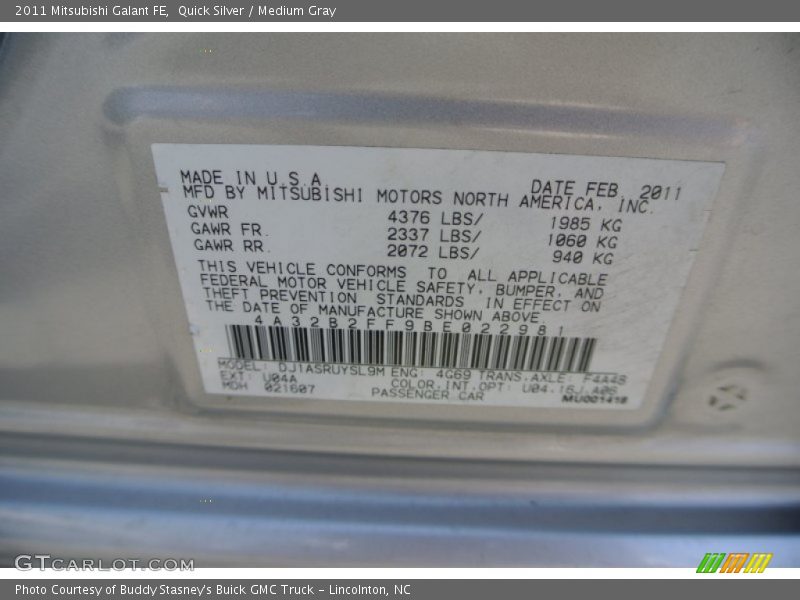 2011 Mitsubishi Galant FE,  Quick Silver / Medium Gray
MADE IN U.S.A.  DATE FEB  2011
MFD BY MITSUBISHI MOTORS NORTH AMERICA, INC.
GVWR  4376 LBS/  1985 KG
GAWR FR.  2337 LBS/  1060 KG
GAWR RR.  2072 LBS/  940 KG
THIS VEHICLE CONFORMS TO ALL APPLICABLE
FEDERAL MOTOR VEHICLE SAFETY, BUMPER, AND
THEFT PREVENTION STANDARDS IN EFFECT ON
THE DATE OF MANUFACTURE SHOWN ABOVE
4A32B2FF9BE022981
MODEL: DJ1ASRUYSL9M ENG: 4G69 TRANS.AXLE: F4A4B
EXT: U04A  COLOR.INT.OPT: U04.16J.A06
MDH 021607  PASSENGER CAR  MU001418
GTCARLOT.COM
Photo Courtesy of Buddy Stasney's Buick GMC Truck - Lincolnton, NC